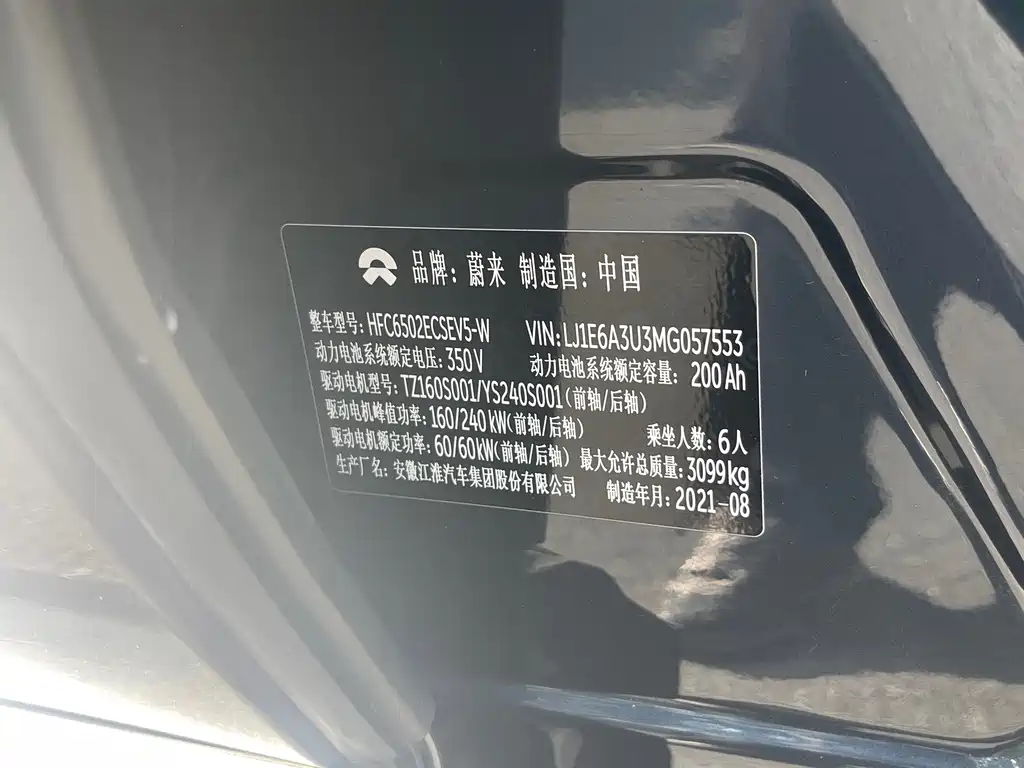 品牌：蔚来 制造国：中国
整车型号：HFC6502ECSEV5-W VIN：LJ1E6A3U3MG057553
动力电池系统额定电压：350V 动力电池系统额定容量：200Ah
驱动电机型号：TZ160S001/YS240S001（前轴/后轴）
驱动电机峰值功率：160/240kW（前轴/后轴） 乘坐人数：6人
驱动电机额定功率：60/60kW（前轴/后轴） 最大允许总质量：3099kg
生产厂名：安徽江淮汽车集团股份有限公司 制造年月：2021-08